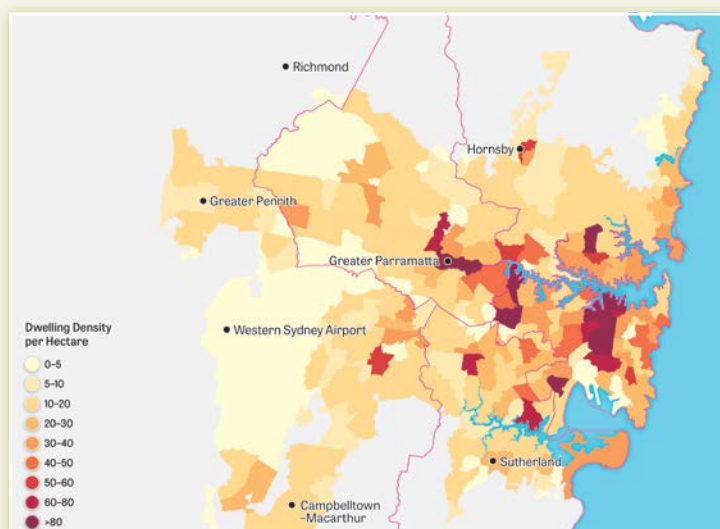 Richmond
Hornsby
Greater Penrith
Greater Parramatta
Western Sydney Airport
Dwelling Density
per Hectare
0–5
5–10
10–20
20–30
30–40
40–50
50–60
60–80
>80
Sutherland
Campbelltown
–Macarthur